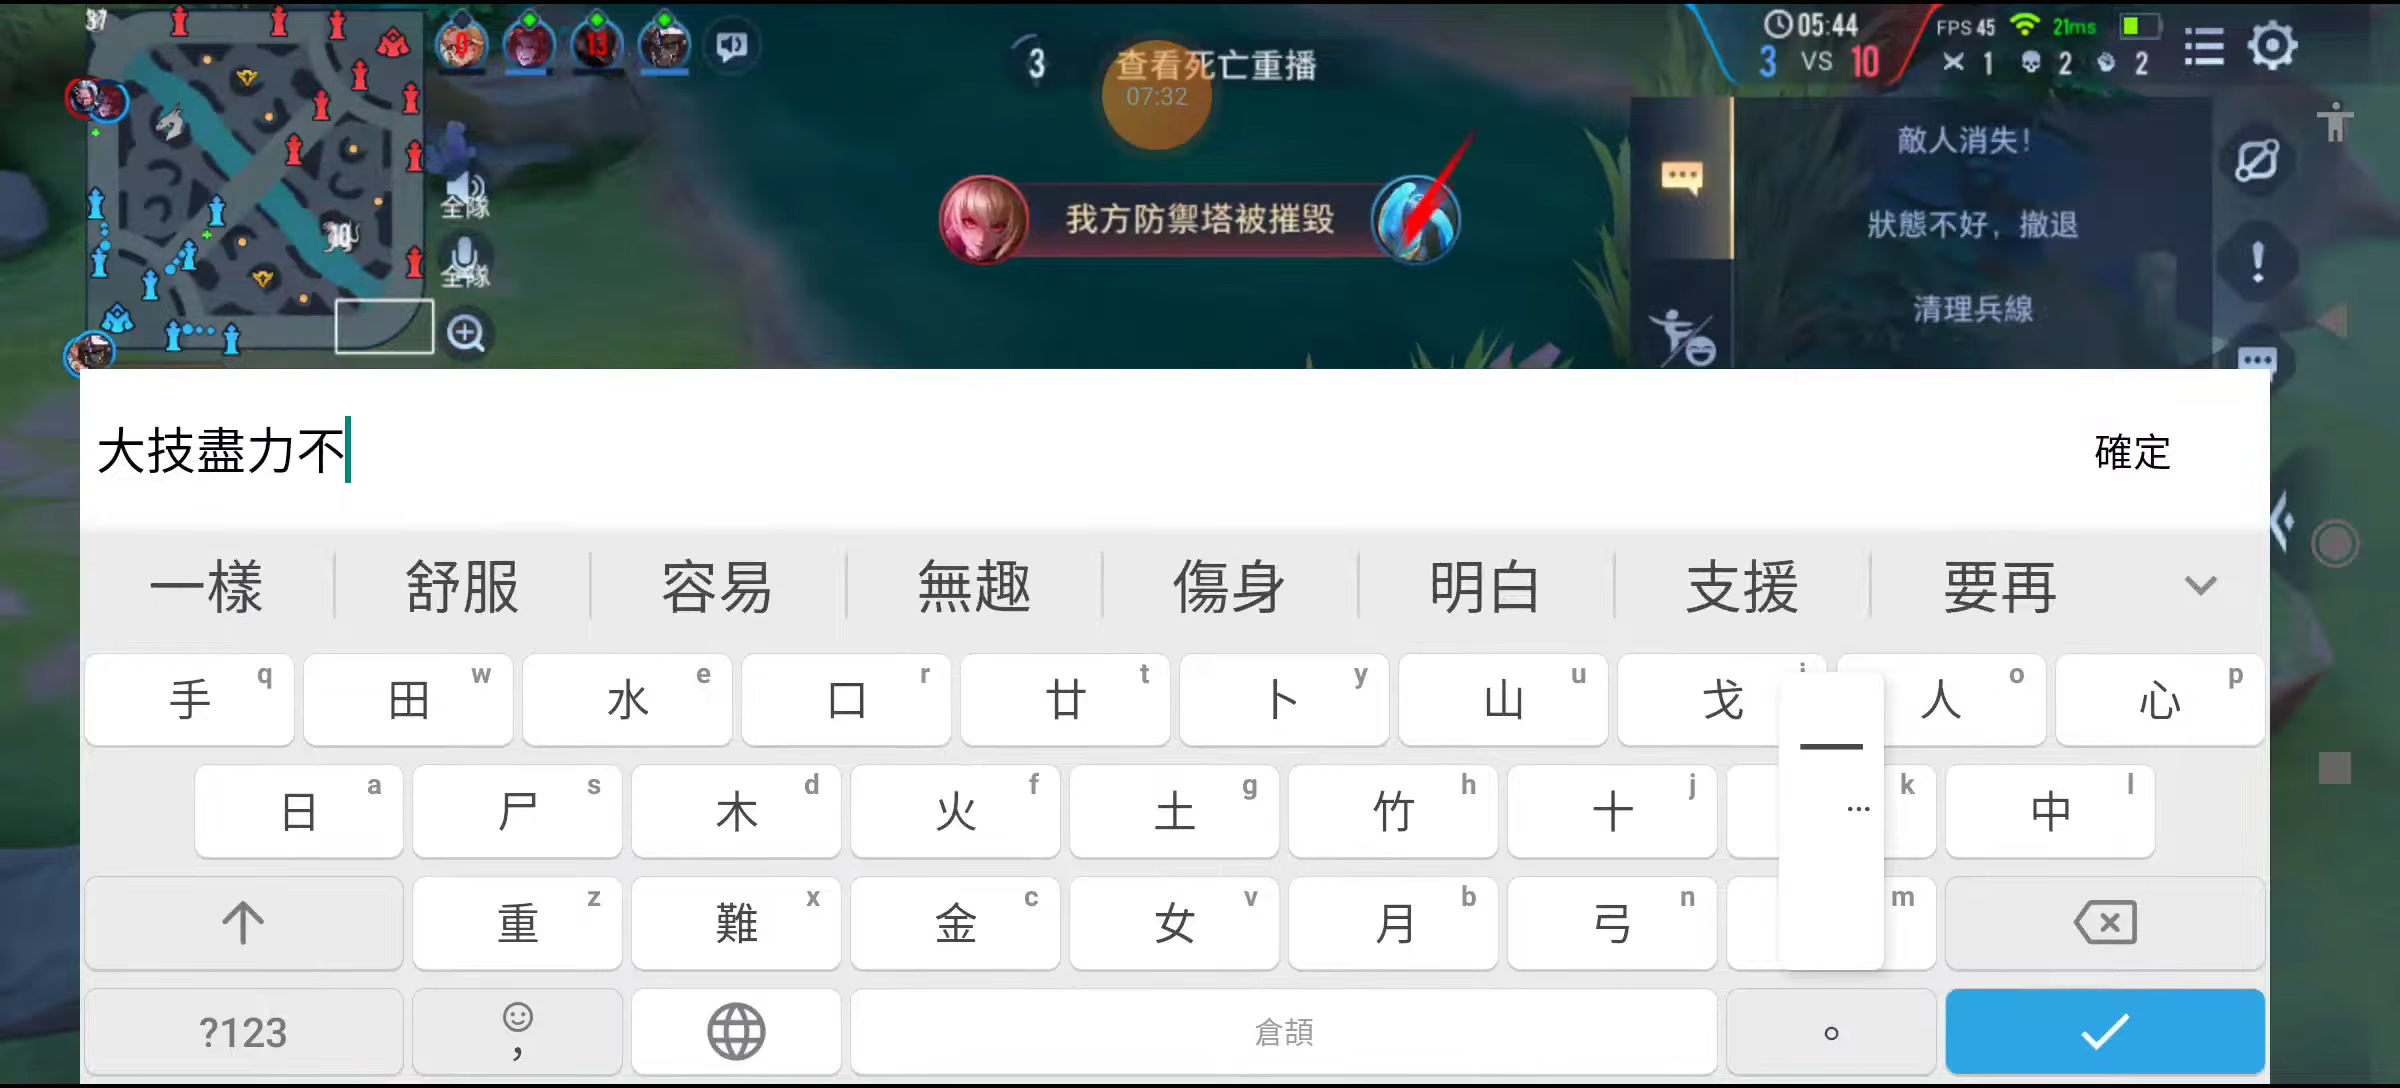 37
9
13
3
查看死亡重播
07:32
05:44
3 VS 10
FPS 45
21ms
1
2
2
全隊
全隊
10
我方防禦塔被摧毀
敵人消失!
狀態不好，撤退
清理兵線
大技盡力不
確定
一樣 舒服 容易 無趣 傷身 明白 支援 要再
手 q 田 w 水 e 口 r 廿 t 卜 y 山 u 戈 i 人 o 心 p
日 a 尸 s 木 d 火 f 土 g 竹 h 十 j k 中 l
重 z 難 x 金 c 女 v 月 b 弓 n 一 m
?123 , 倉頡 。